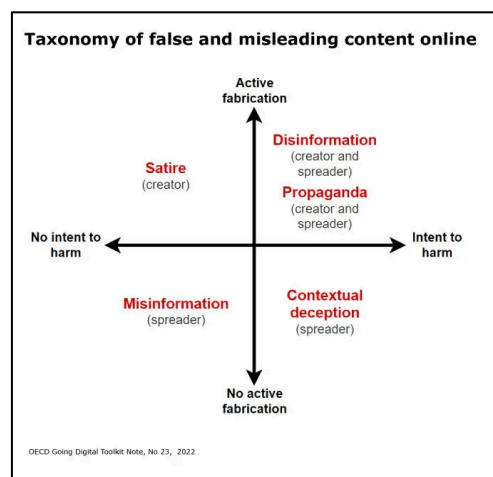 Taxonomy of false and misleading content online
Active
fabrication
Disinformation
(creator and
spreader)
Satire
(creator)
Propaganda
(creator and
spreader)
No intent to
harm
Intent to
harm
Misinformation
(spreader)
Contextual
deception
(spreader)
No active
fabrication
OECD Going Digital Toolkit Note, No 23, 2022